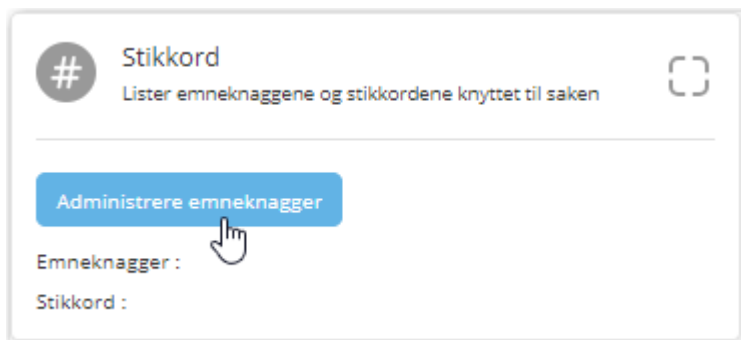 #
Stikkord
Lister emneknaggene og stikkordene knyttet til saken
Administrere emneknagger
Emneknagger :
Stikkord :